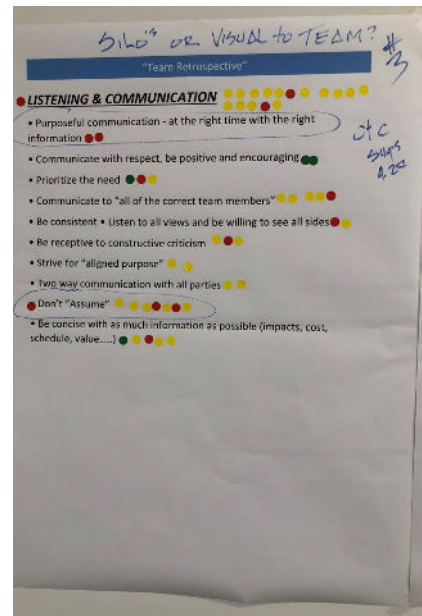 SILO'S OR VISUAL to TEAM?
#3
"Team Retrospective"
LISTENING & COMMUNICATION
• Purposeful communication - at the right time with the right
information
• Communicate with respect, be positive and encouraging
• Prioritize the need
• Communicate to "all of the correct team members"
• Be consistent • Listen to all views and be willing to see all sides
• Be receptive to constructive criticism
• Strive for "aligned purpose"
• Two way communication with all parties
• Don't "Assume"
• Be concise with as much information as possible (impacts, cost,
schedule, value.....)